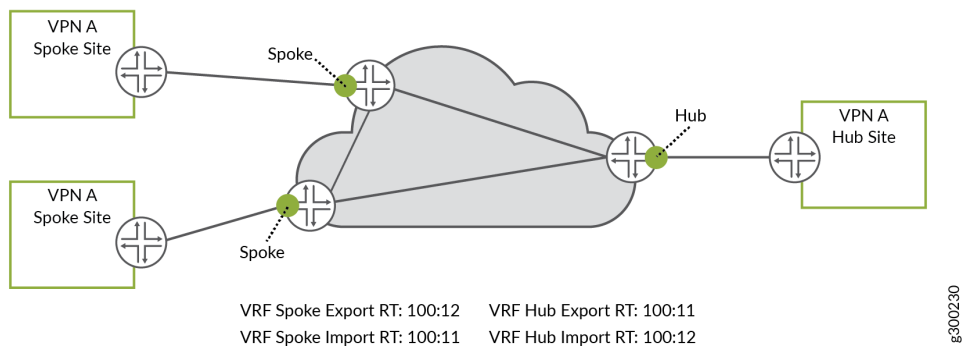 VPN A
Spoke Site
Spoke
Hub
VPN A
Hub Site
VPN A
Spoke Site
Spoke
VRF Spoke Export RT: 100:12
VRF Hub Export RT: 100:11
VRF Spoke Import RT: 100:11
VRF Hub Import RT: 100:12
g300230